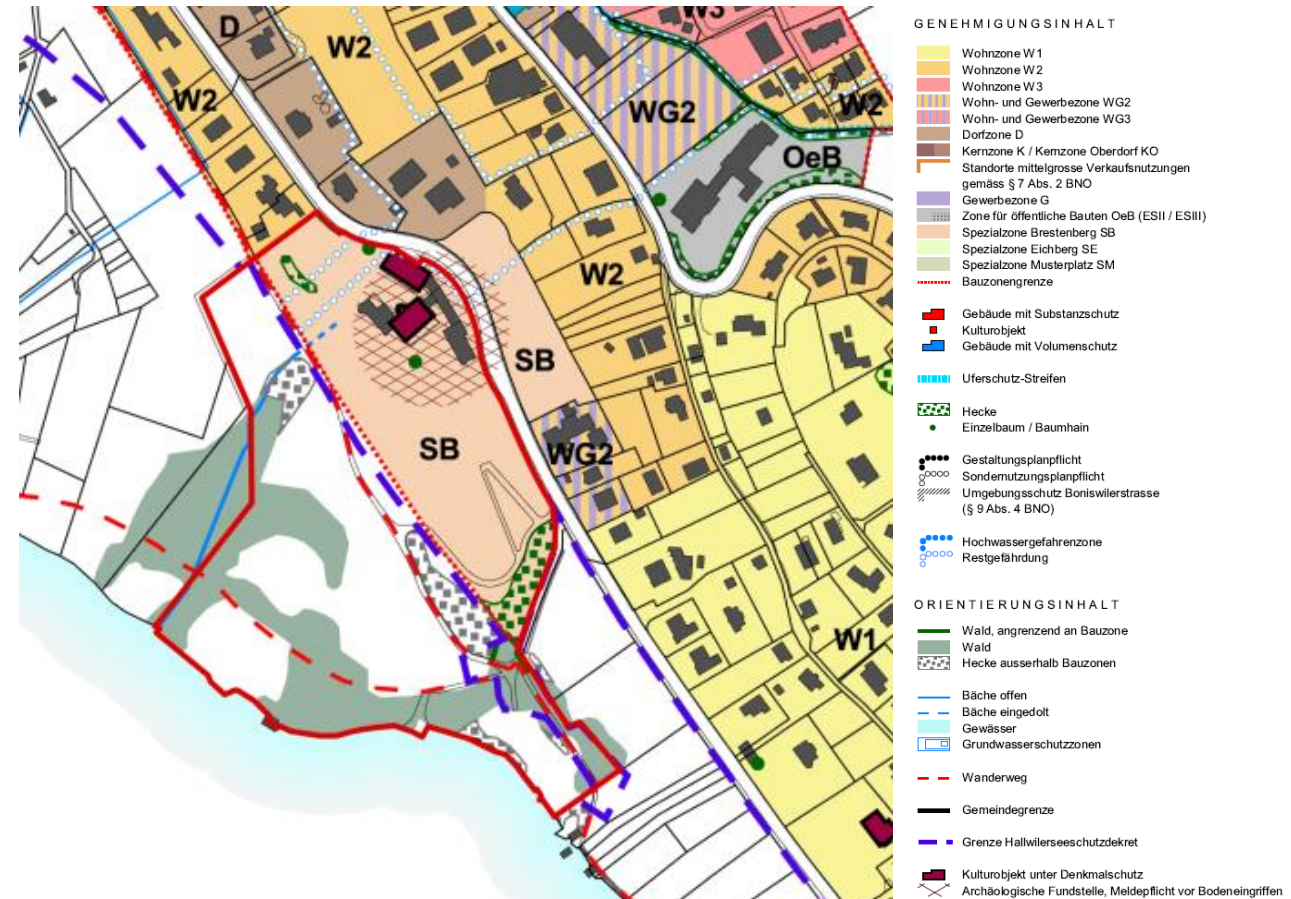 W3
D
W2
W2
WG2
W2
OeB
W2
SB
SB
WG2
W1
GENEHMIGUNGSINHALT
Wohnzone W1
Wohnzone W2
Wohnzone W3
Wohn- und Gewerbezone WG2
Wohn- und Gewerbezone WG3
Dorfzone D
Kernzone K / Kernzone Oberdorf KO
Standorte mittelgrosse Verkaufsnutzungen
gemäss § 7 Abs. 2 BNO
Gewerbezone G
Zone für öffentliche Bauten OeB (ESII / ESIII)
Spezialzone Brestenberg SB
Spezialzone Eichberg SE
Spezialzone Musterplatz SM
Bauzonengrenze
Gebäude mit Substanzschutz
Kulturobjekt
Gebäude mit Volumenschutz
Uferschutz-Streifen
Hecke
Einzelbaum / Baumhain
Gestaltungsplanpflicht
Sondernutzungsplanpflicht
Umgebungsschutz Boniswilerstrasse
(§ 9 Abs. 4 BNO)
Hochwassergefahrenzone
Restgefährdung
ORIENTIERUNGSINHALT
Wald, angrenzend an Bauzone
Wald
Hecke ausserhalb Bauzonen
Bäche offen
Bäche eingedolt
Gewässer
Grundwasserschutzzonen
Wanderweg
Gemeindegrenze
Grenze Hallwilerseeschutzdekret
Kulturobjekt unter Denkmalschutz
Archäologische Fundstelle, Meldepflicht vor Bodeneingriffen